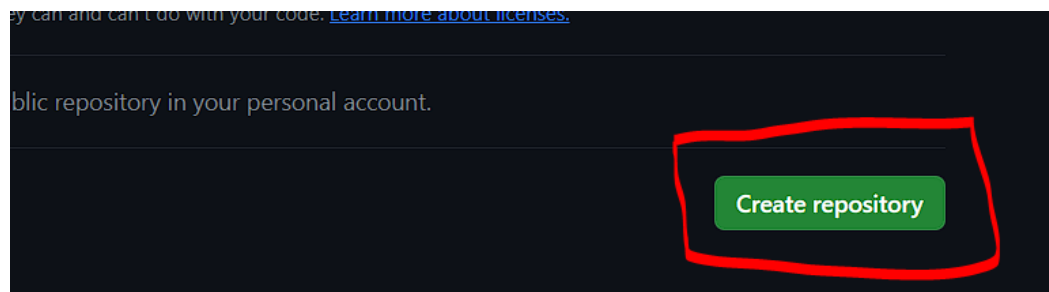 ey can and can't do with your code. Learn more about licenses.
blic repository in your personal account.
Create repository